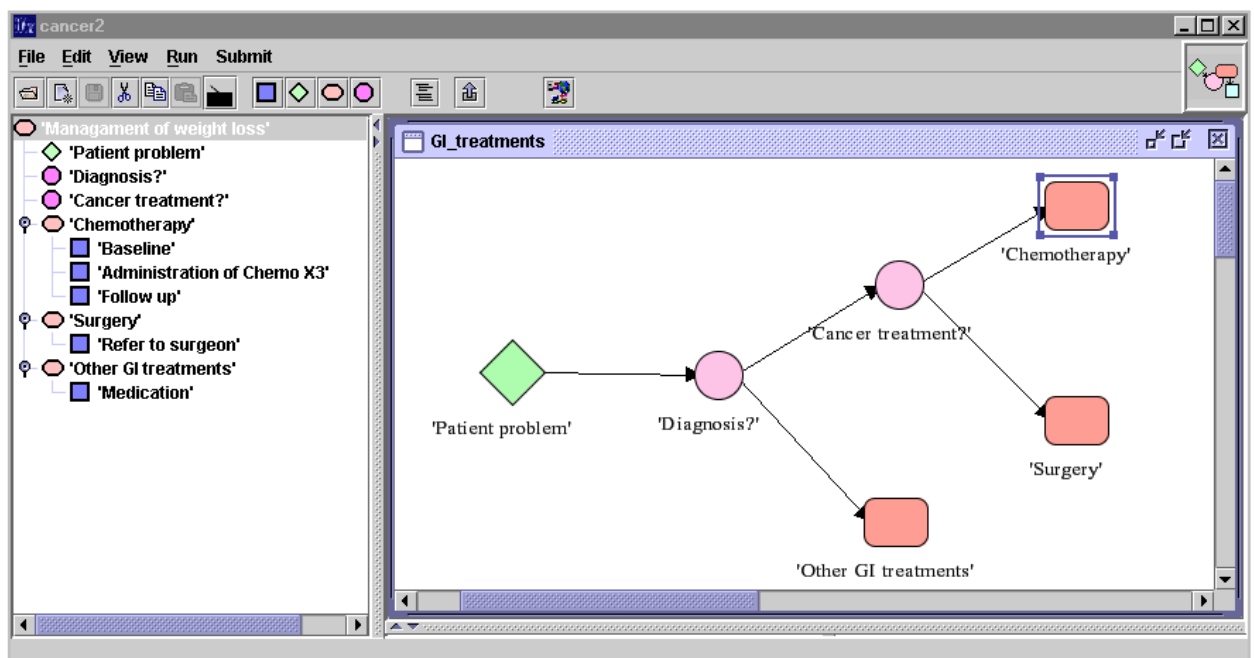 cancer2
File Edit View Run Submit
'Managament of weight loss'
'Patient problem'
'Diagnosis?'
'Cancer treatment?'
'Chemotherapy'
'Baseline'
'Administration of Chemo X3'
'Follow up'
'Surgery'
'Refer to surgeon'
'Other GI treatments'
'Medication'
GI_treatments
'Chemotherapy'
'Cancer treatment?'
'Patient problem'
'Diagnosis?'
'Surgery'
'Other GI treatments'